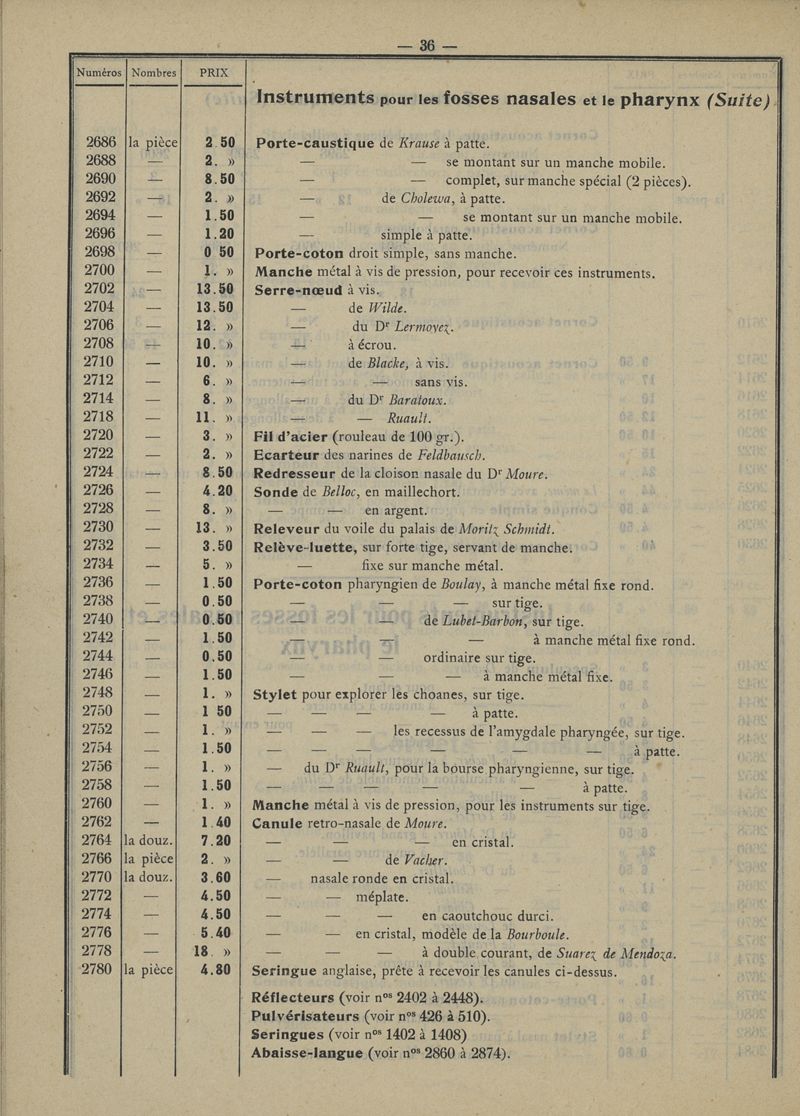 — 36 —
Numéros Nombres PRIX
Instruments pour les fosses nasales et le pharynx (Suite)
2686 la pièce 2 50 Porte-caustique de Krause à patte.
2688 — 2. » — — se montant sur un manche mobile.
2690 — 8.50 — — complet, sur manche spécial (2 pièces).
2692 — 2. » — de Cholewa, à patte.
2694 — 1.50 — — se montant sur un manche mobile.
2696 — 1.20 — simple à patte.
2698 — 0 50 Porte-coton droit simple, sans manche.
2700 — 1. » Manche métal à vis de pression, pour recevoir ces instruments.
2702 — 13.50 Serre-nœud à vis.
2704 — 13.50 — de Wilde.
2706 — 12. » — du Dr Lermoyez.
2708 — 10. » — à écrou.
2710 — 10. » — de Blacke, à vis.
2712 — 6. » — — sans vis.
2714 — 8. » — du Dr Baratoux.
2718 — 11. » — — Ruault.
2720 — 3. » Fil d'acier (rouleau de 100 gr.).
2722 — 2. » Ecarteur des narines de Feldbausch.
2724 — 8.50 Redresseur de la cloison nasale du Dr Moure.
2726 — 4.20 Sonde de Belloc, en maillechort.
2728 — 8. » — — en argent.
2730 — 13. » Releveur du voile du palais de Moritz Schmidt.
2732 — 3.50 Relève-luette, sur forte tige, servant de manche.
2734 — 5. » — fixe sur manche métal.
2736 — 1.50 Porte-coton pharyngien de Boulay, à manche métal fixe rond.
2738 — 0.50 — — — sur tige.
2740 — 0.50 — — de Lubet-Barbon, sur tige.
2742 — 1.50 — — — à manche métal fixe rond.
2744 — 0.50 — — ordinaire sur tige.
2746 — 1.50 — — — à manche métal fixe.
2748 — 1. » Stylet pour explorer les choanes, sur tige.
2750 — 1 50 — — — — à patte.
2752 — 1. » — — — les recessus de l'amygdale pharyngée, sur tige.
2754 — 1.50 — — — — — — à patte.
2756 — 1. » — du Dr Ruault, pour la bourse pharyngienne, sur tige.
2758 — 1.50 — — — — — à patte.
2760 — 1. » Manche métal à vis de pression, pour les instruments sur tige.
2762 — 1.40 Canule retro-nasale de Moure.
2764 la douz. 7.20 — — — en cristal.
2766 la pièce 2. » — — de Vacher.
2770 la douz. 3.60 — nasale ronde en cristal.
2772 — 4.50 — — méplate.
2774 — 4.50 — — — en caoutchouc durci.
2776 — 5.40 — — en cristal, modèle de la Bourboule.
2778 — 18. » — — — à double courant, de Suarez de Mendoza.
2780 la pièce 4.80 Seringue anglaise, prête à recevoir les canules ci-dessus.
Réflecteurs (voir nos 2402 à 2448).
Pulvérisateurs (voir nos 426 à 510).
Seringues (voir nos 1402 à 1408)
Abaisse-langue (voir nos 2860 à 2874).